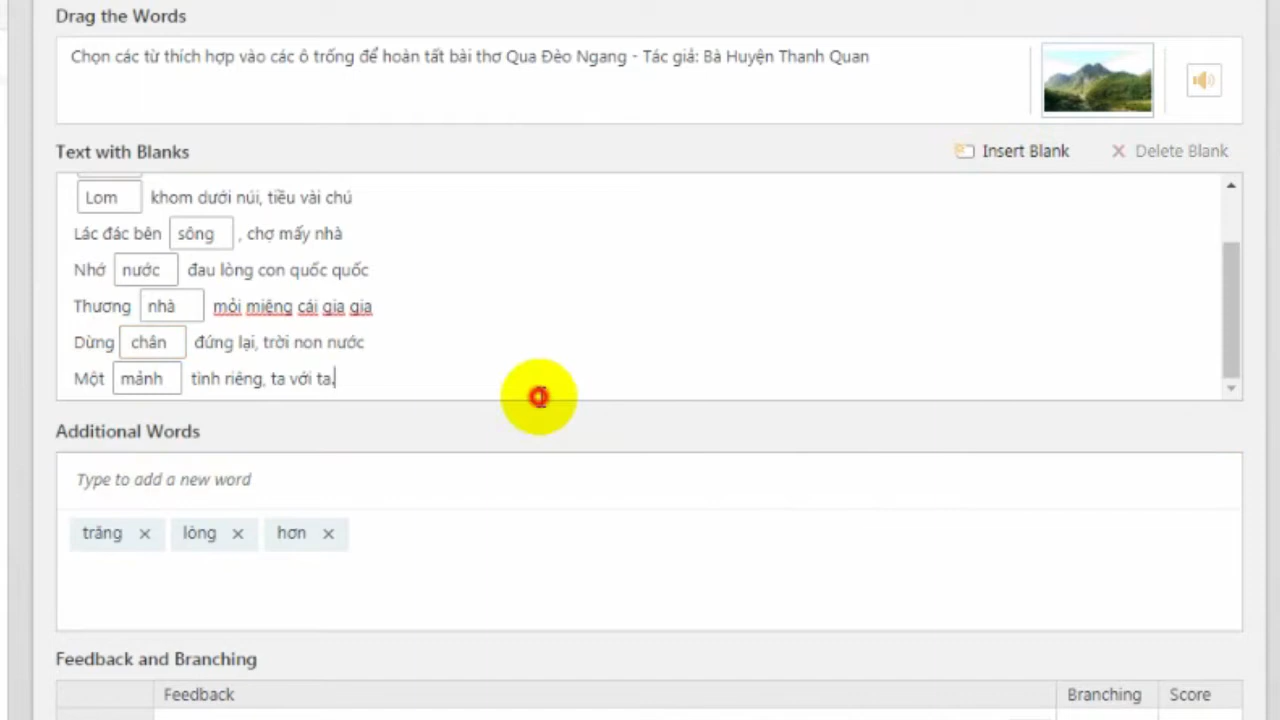 Drag the Words
Chọn các từ thích hợp vào các ô trống để hoàn tất bài thơ Qua Đèo Ngang - Tác giả: Bà Huyện Thanh Quan
Text with Blanks
Insert Blank
Delete Blank
Lom khom dưới núi, tiều vài chú
Lác đác bên sông , chợ mấy nhà
Nhớ nước đau lòng con quốc quốc
Thương nhà mỏi miệng cái gia gia
Dừng chân đứng lại, trời non nước
Một mảnh tình riêng, ta với ta.
Additional Words
Type to add a new word
trăng × lòng × hơn ×
Feedback and Branching
Feedback Branching Score